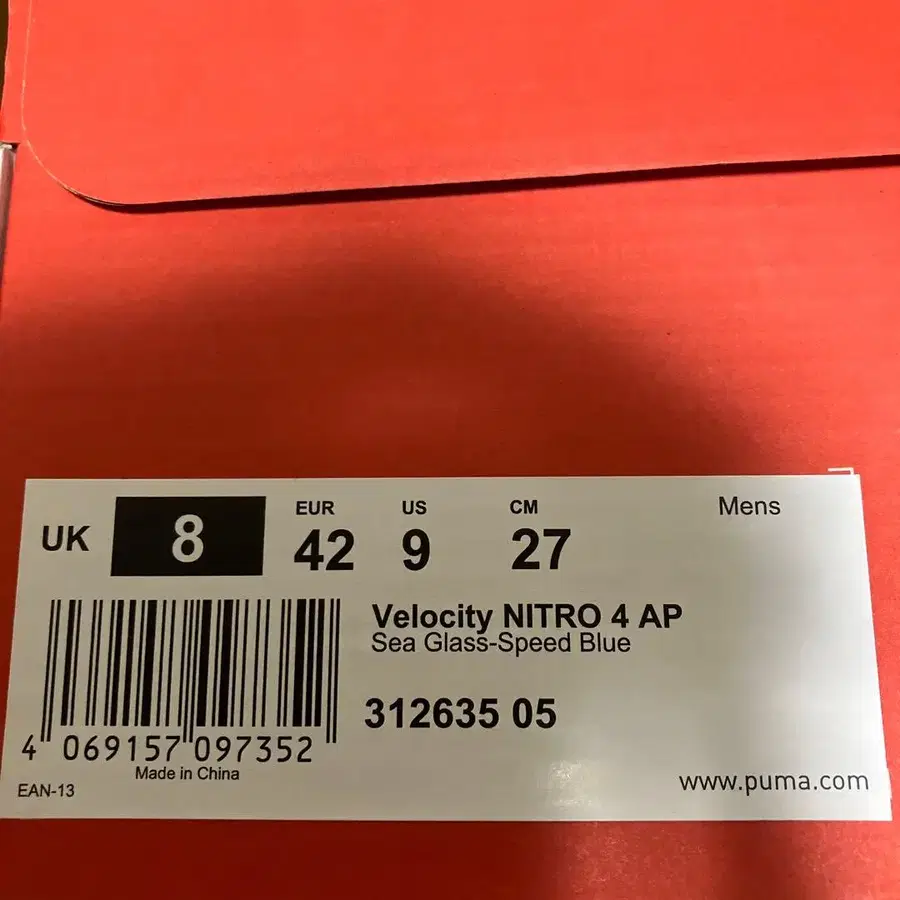 UK 8 EUR 42 US 9 CM 27 Mens
Velocity NITRO 4 AP
Sea Glass-Speed Blue
312635 05
4 069157 097352
Made in China
EAN-13
www.puma.com